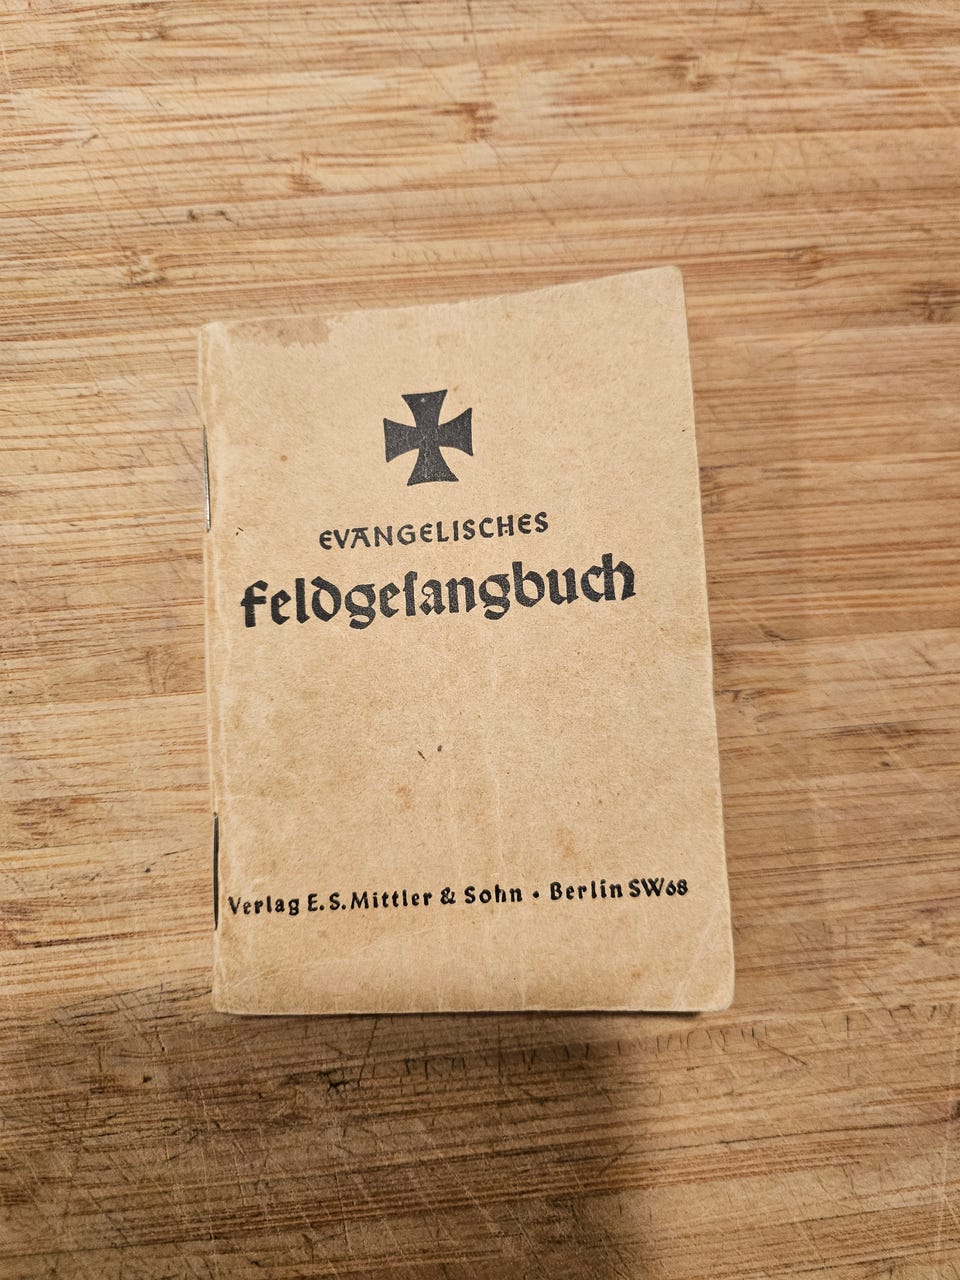 EVANGELISCHES
Feldgeſangbuch
Verlag E. S. Mittler & Sohn • Berlin SW68